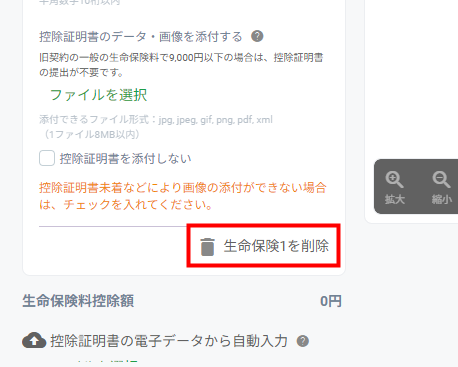 半角数字10桁以内
控除証明書のデータ・画像を添付する ?
旧契約の一般の生命保険料で9,000円以下の場合は、控除証明書
の提出が不要です。
ファイルを選択
添付できるファイル形式：jpg, jpeg, gif, png, pdf, xml
（1ファイル8MB以内）
控除証明書を添付しない
控除証明書未着などにより画像の添付ができない場合
は、チェックを入れてください。
拡大 縮小
生命保険1を削除
生命保険料控除額 0円
控除証明書の電子データから自動入力 ?